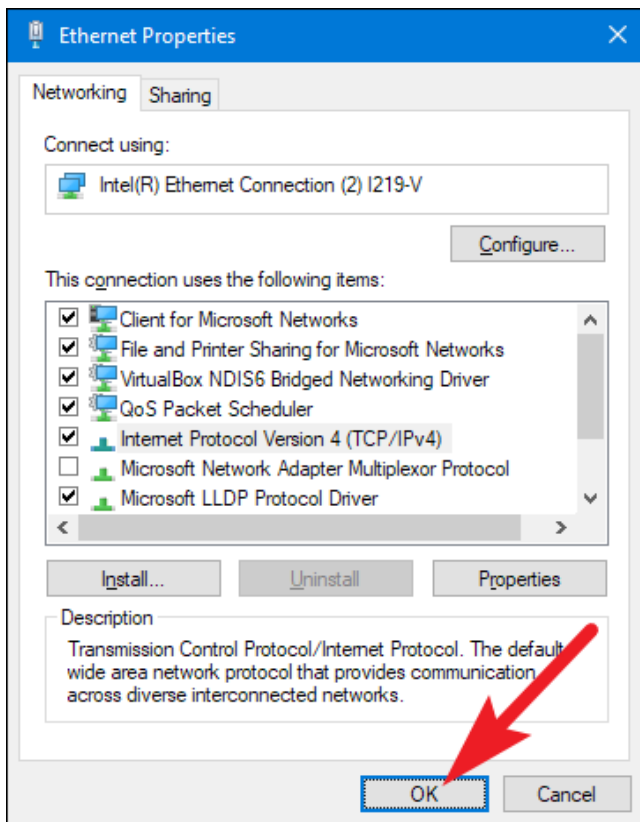 Ethernet Properties
Networking
Sharing
Connect using:
Intel(R) Ethernet Connection (2) I219-V
Configure...
This connection uses the following items:
Client for Microsoft Networks
File and Printer Sharing for Microsoft Networks
VirtualBox NDIS6 Bridged Networking Driver
QoS Packet Scheduler
Internet Protocol Version 4 (TCP/IPv4)
Microsoft Network Adapter Multiplexor Protocol
Microsoft LLDP Protocol Driver
Install...
Uninstall
Properties
Description
Transmission Control Protocol/Internet Protocol. The default
wide area network protocol that provides communication
across diverse interconnected networks.
OK
Cancel